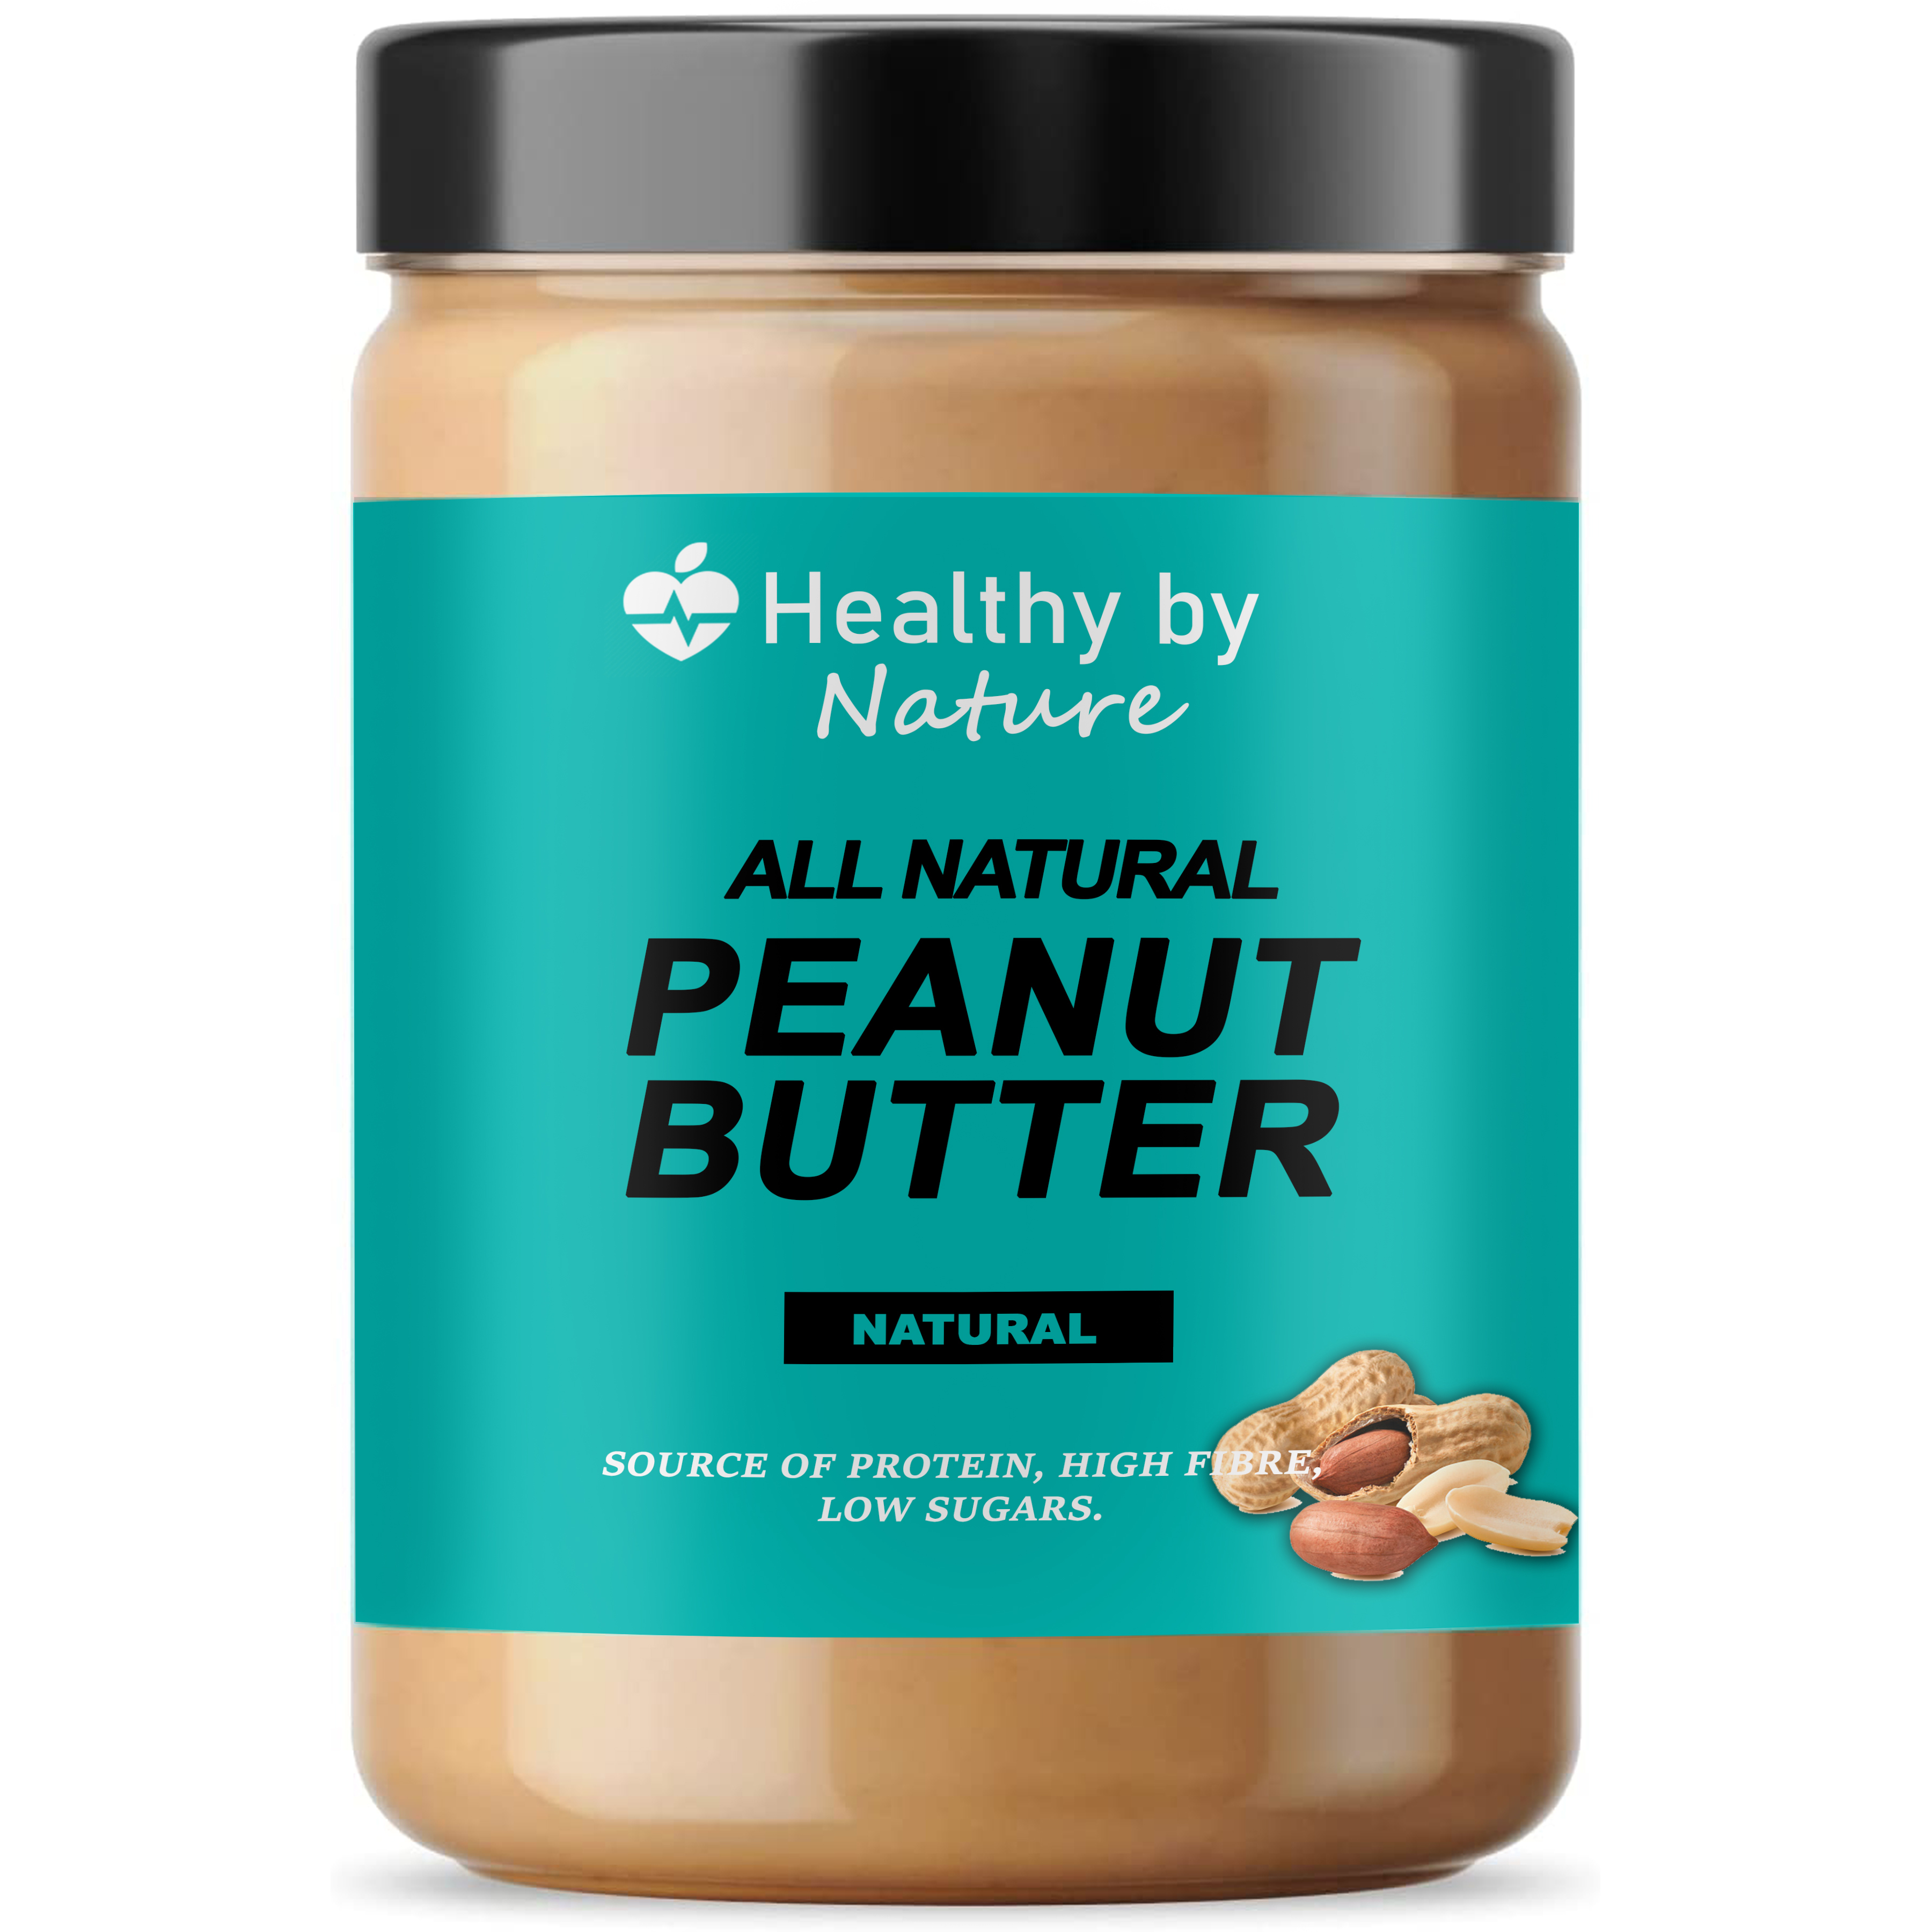 Healthy by
Nature
ALL NATURAL
PEANUT
BUTTER
NATURAL
SOURCE OF PROTEIN, HIGH FIBRE,
LOW SUGARS.